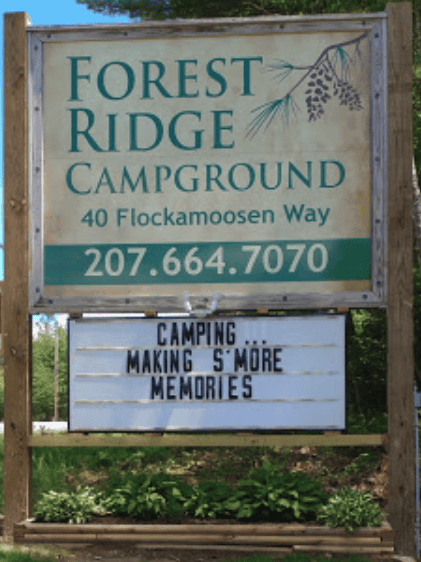 FOREST
RIDGE
CAMPGROUND
40 Flockamoosen Way
207.664.7070
CAMPING...
MAKING S'MORE
MEMORIES